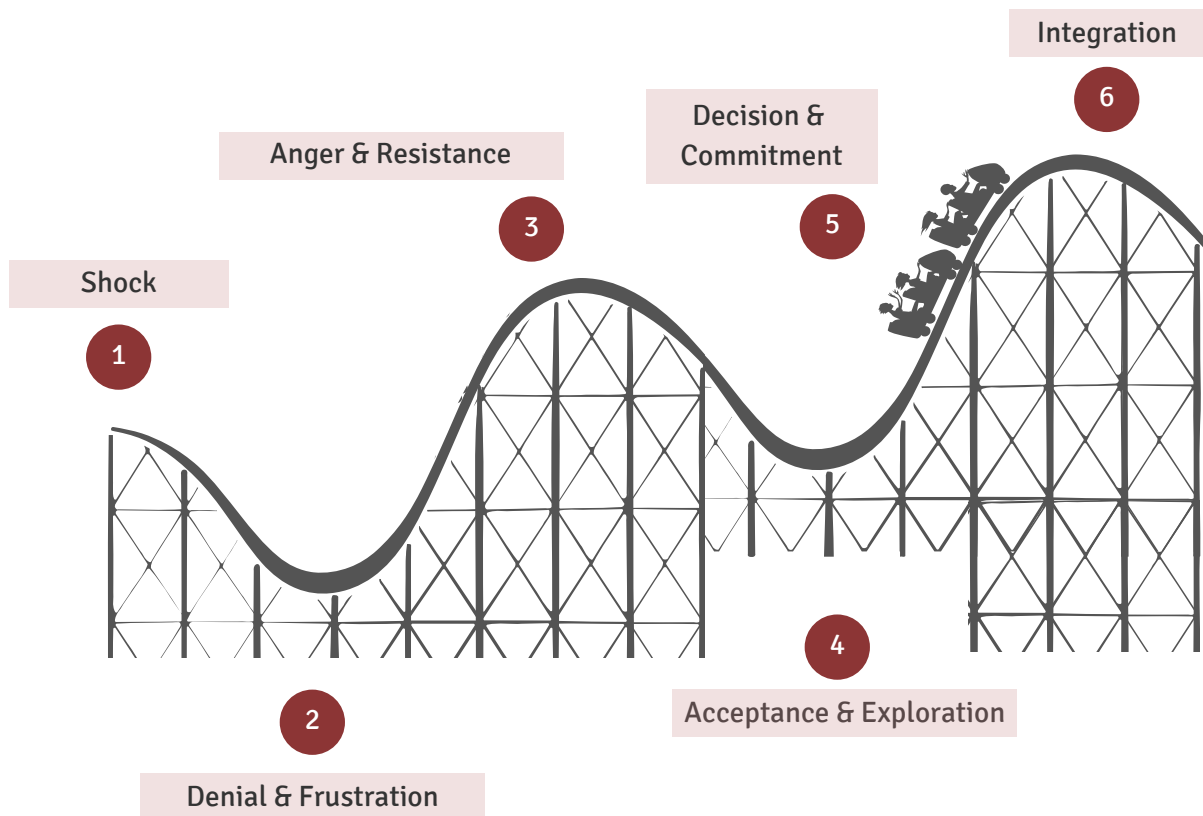 Shock
1
2
Denial & Frustration
Anger & Resistance
3
4
Acceptance & Exploration
Decision &
Commitment
5
Integration
6